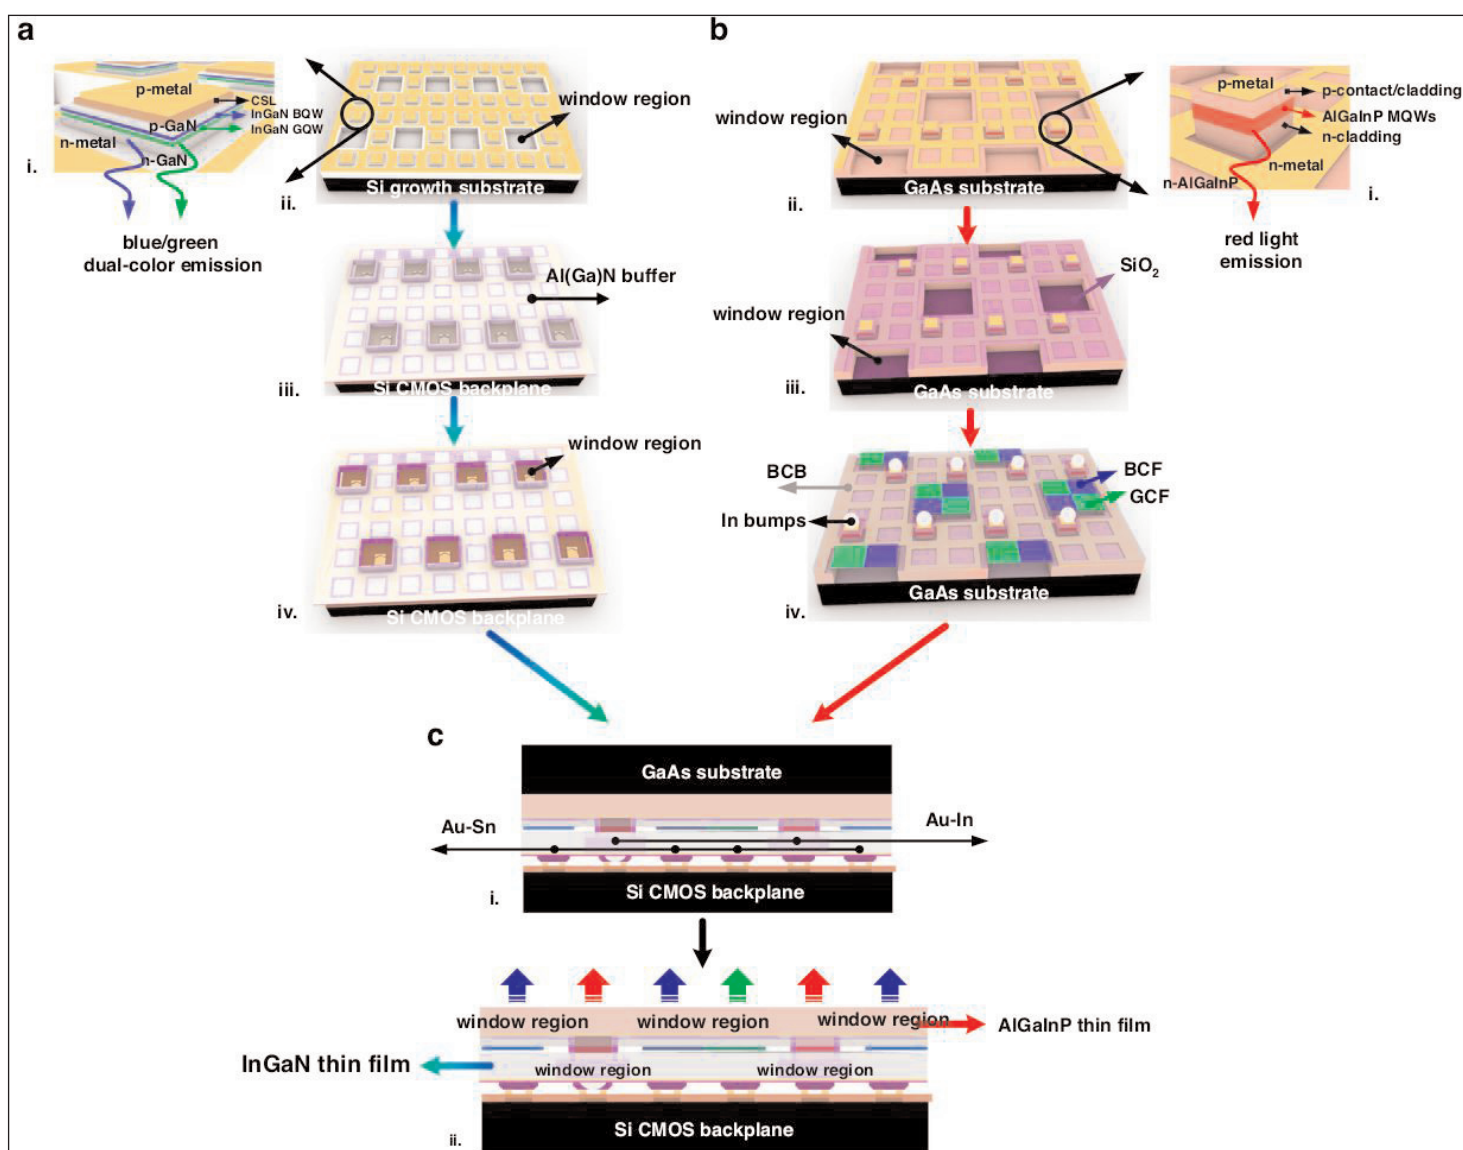 a
p-metal
CSL
InGaN BQW
InGaN GQW
p-GaN
n-metal
n-GaN
i.
blue/green
dual-color emission
window region
Si growth substrate
ii.
Al(Ga)N buffer
Si CMOS backplane
iii.
window region
Si CMOS backplane
iv.
b
window region
GaAs substrate
ii.
p-metal
p-contact/cladding
AlGaInP MQWs
n-cladding
n-metal
n-AlGaInP
i.
red light
emission
SiO2
window region
GaAs substrate
iii.
BCB
BCF
GCF
In bumps
GaAs substrate
iv.
c
GaAs substrate
Au-Sn
Au-In
Si CMOS backplane
i.
window region
window region
window region
AlGaInP thin film
InGaN thin film
window region
window region
Si CMOS backplane
ii.